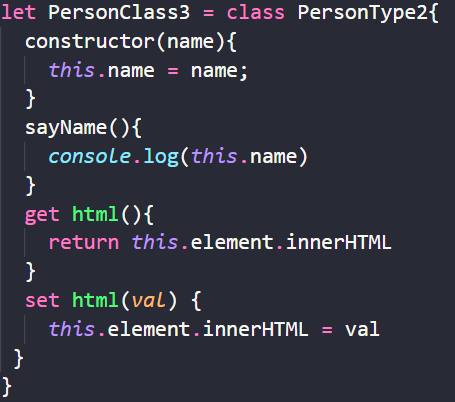 let PersonClass3 = class PersonType2{
  constructor(name){
    this.name = name;
  }
  sayName(){
    console.log(this.name)
  }
  get html(){
    return this.element.innerHTML
  }
  set html(val) {
    this.element.innerHTML = val
 }
}